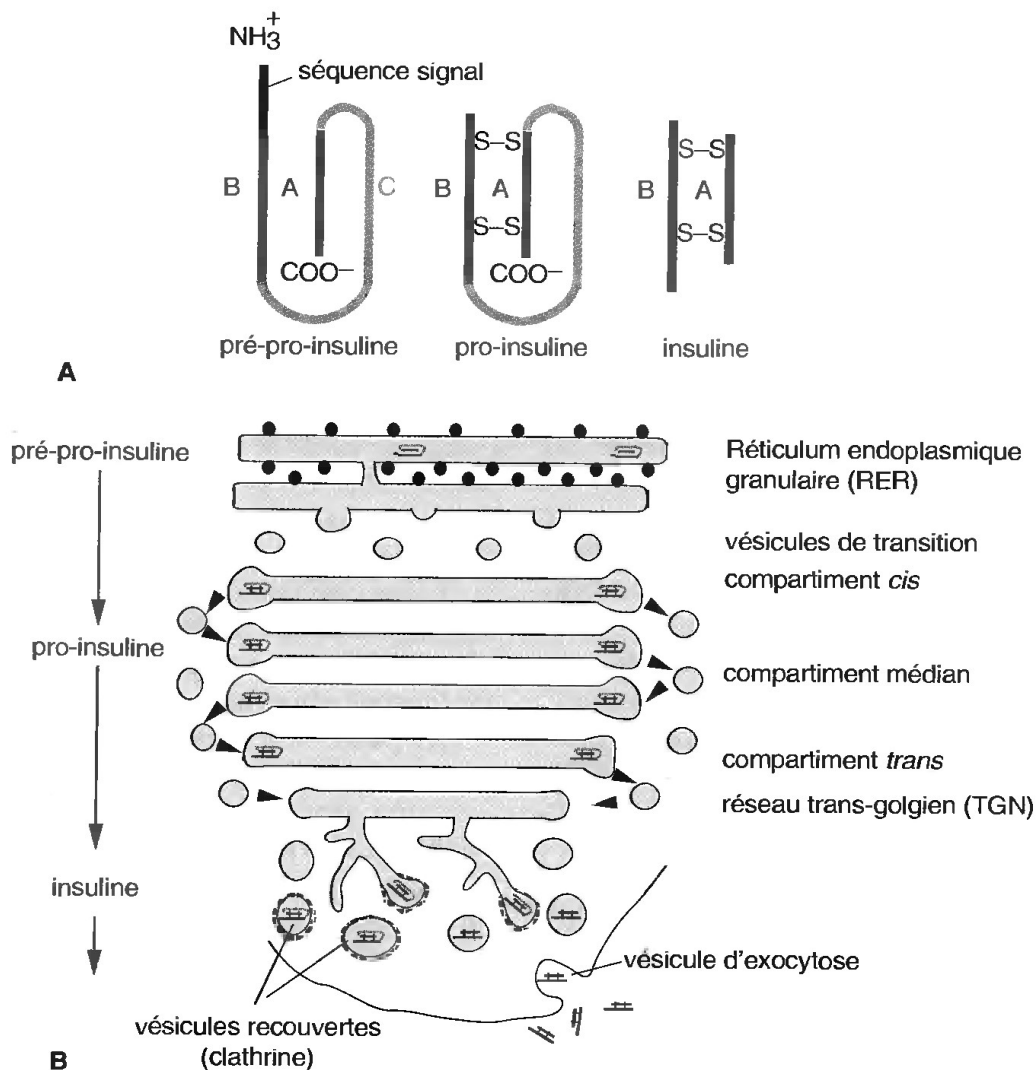 NH3+
séquence signal
S–S
S–S
B
A
C
B
A
B
A
S–S
S–S
COO–
COO–
pré-pro-insuline
pro-insuline
insuline
A
pré-pro-insuline
Réticulum endoplasmique
granulaire (RER)
vésicules de transition
compartiment cis
pro-insuline
compartiment médian
compartiment trans
réseau trans-golgien (TGN)
insuline
vésicule d'exocytose
vésicules recouvertes
(clathrine)
B